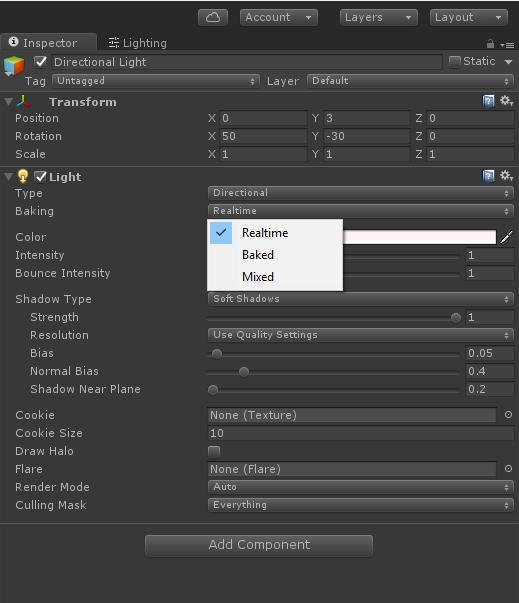 Account Layers Layout
Inspector Lighting
Directional Light Static
Tag Untagged Layer Default
Transform
Position X 0 Y 3 Z 0
Rotation X 50 Y -30 Z 0
Scale X 1 Y 1 Z 1
Light
Type Directional
Baking Realtime
Realtime
Color
Baked
Intensity 1
Mixed
Bounce Intensity 1
Shadow Type Soft Shadows
Strength 1
Resolution Use Quality Settings
Bias 0.05
Normal Bias 0.4
Shadow Near Plane 0.2
Cookie None (Texture)
Cookie Size 10
Draw Halo
Flare None (Flare)
Render Mode Auto
Culling Mask Everything
Add Component